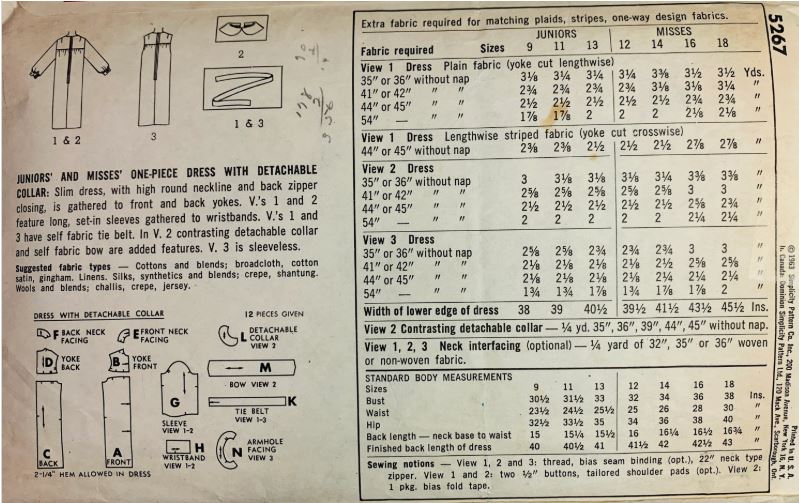 2
1 & 3
1 & 2
3
JUNIORS' AND MISSES' ONE-PIECE DRESS WITH DETACHABLE
COLLAR: Slim dress, with high round neckline and back zipper
closing, is gathered to front and back yokes. V.'s 1 and 2
feature long, set-in sleeves gathered to wristbands. V.'s 1 and
3 have self fabric tie belt. In V. 2 contrasting detachable collar
and self fabric bow are added features. V. 3 is sleeveless.
Suggested fabric types — Cottons and blends; broadcloth, cotton
satin, gingham. Linens. Silks, synthetics and blends; crepe, shantung.
Wools and blends; challis, crepe, jersey.
DRESS WITH DETACHABLE COLLAR 12 PIECES GIVEN
F BACK NECK FACING
E FRONT NECK FACING
L DETACHABLE COLLAR VIEW 2
D YOKE BACK
B YOKE FRONT
M
BOW VIEW 2
K
TIE BELT
VIEW 1-3
G
SLEEVE
VIEW 1-2
H
WRISTBAND
VIEW 1-2
N ARMHOLE FACING VIEW 3
C
BACK
A
FRONT
2-1/4" HEM ALLOWED IN DRESS
Extra fabric required for matching plaids, stripes, one-way design fabrics.
JUNIORS MISSES
Fabric required Sizes 9 11 13 12 14 16 18
View 1 Dress Plain fabric (yoke cut lengthwise)
35" or 36" without nap 3⅛ 3¼ 3¼ 3¼ 3⅜ 3½ 3½ Yds.
41" or 42" " " 2¾ 2¾ 2¾ 2¾ 3⅛ 3⅛ 3¼ "
44" or 45" " " 2½ 2½ 2½ 2½ 2½ 2¾ 2¾ "
54" — " 1⅞ 1⅞ 2 2 2 2⅛ 2⅛ "
View 1 Dress Lengthwise striped fabric (yoke cut crosswise)
44" or 45" without nap 2⅜ 2⅜ 2½ 2½ 2½ 2⅞ 2⅞ "
View 2 Dress
35" or 36" without nap 3 3⅛ 3⅛ 3⅛ 3¼ 3⅜ 3⅜ "
41" or 42" " " 2⅝ 2⅝ 2⅝ 2⅝ 2⅝ 3 3 "
44" or 45" " " 2½ 2½ 2½ 2½ 2½ 2⅝ 2¾ "
54" — " 2 2 2 2 2 2¼ 2¼ "
View 3 Dress
35" or 36" without nap 2⅝ 2⅝ 2¾ 2¾ 2¾ 3 3 "
41" or 42" " " 2⅛ 2⅛ 2⅛ 2⅛ 2⅛ 2⅝ 2⅝ "
44" or 45" " " 2⅛ 2⅛ 2⅛ 2⅛ 2¼ 2¼ 2¼ "
54" — " 1¾ 1¾ 1⅞ 1¾ 1⅞ 1⅞ 2 "
Width of lower edge of dress 38 39 40½ 39½ 41½ 43½ 45½ Ins.
View 2 Contrasting detachable collar — ¼ yd. 35", 36", 39", 44", 45" without nap.
View 1, 2, 3 Neck interfacing (optional) — ¼ yard of 32", 35" or 36" woven
or non-woven fabric.
STANDARD BODY MEASUREMENTS
Sizes 9 11 13 12 14 16 18
Bust 30½ 31½ 33 32 34 36 38 Ins.
Waist 23½ 24½ 25½ 25 26 28 30 "
Hip 32½ 33½ 35 34 36 38 40 "
Back length — neck base to waist 15 15¼ 15½ 16 16¼ 16½ 16¾ "
Finished back length of dress 40 40½ 41 41½ 42 42½ 43 "
Sewing notions — View 1, 2 and 3: thread, bias seam binding (opt.), 22" neck type
zipper. View 1 and 2: two ½" buttons, tailored shoulder pads (opt.). View 2:
1 pkg. bias fold tape.
5267
Printed in U. S. A.
© 1963 Simplicity Pattern Co. Inc., 200 Madison Avenue, New York 16, N. Y.
In Canada: Dominion Simplicity Pattern Ltd., 120 Mack Ave., Scarborough, Ont.